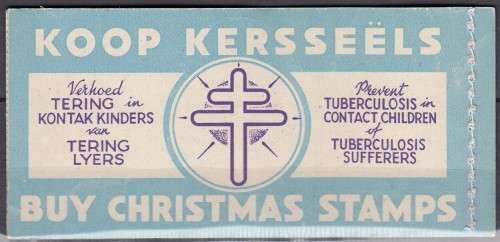 KOOP KERSSEËLS
Verhoed
TERING in
KONTAK KINDERS
van
TERING
LYERS
Prevent
TUBERCULOSIS in
CONTACT CHILDREN
of
TUBERCULOSIS
SUFFERERS
BUY CHRISTMAS STAMPS